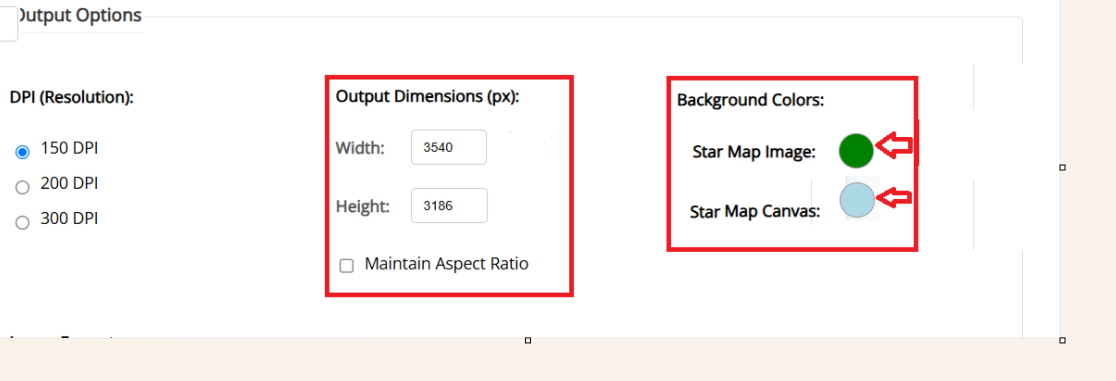 Output Options
DPI (Resolution):
150 DPI
200 DPI
300 DPI
Output Dimensions (px):
Width: 3540
Height: 3186
Maintain Aspect Ratio
Background Colors:
Star Map Image:
Star Map Canvas: